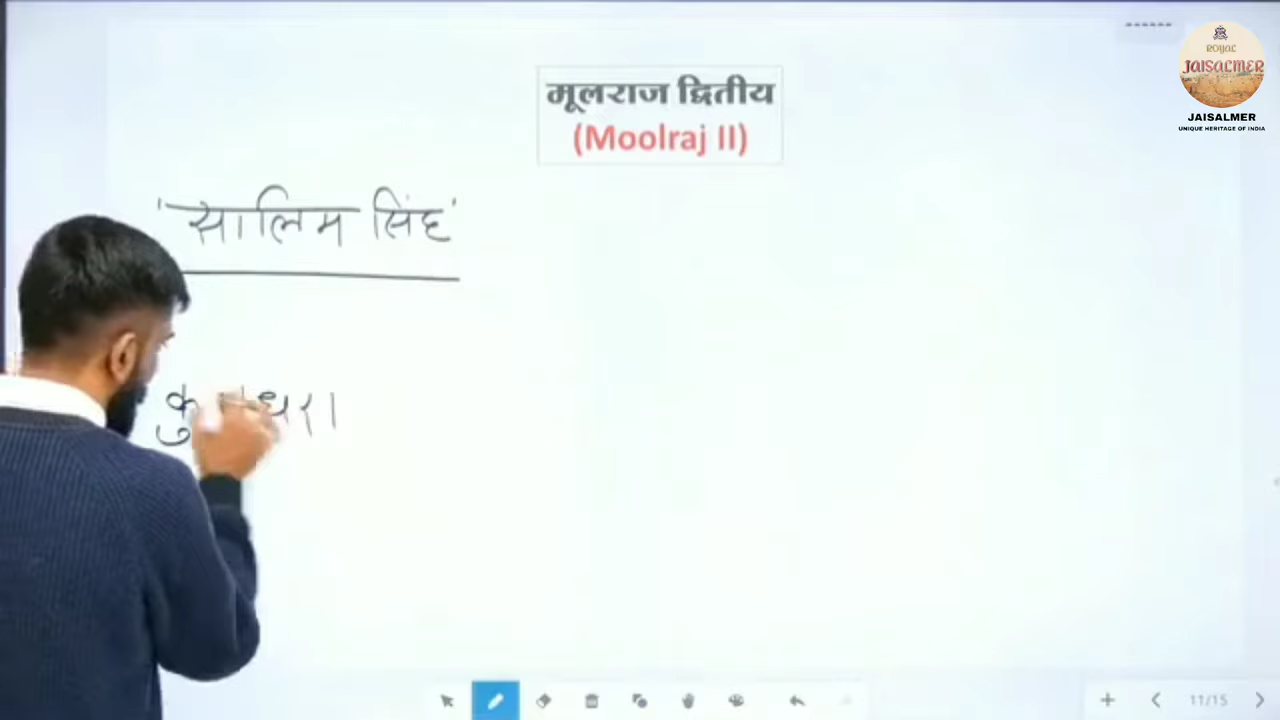 ROYAL
JAISALMER
JAISALMER
UNIQUE HERITAGE OF INDIA
मूलराज द्वितीय
(Moolraj II)
'सालिम सिंह'
11/15